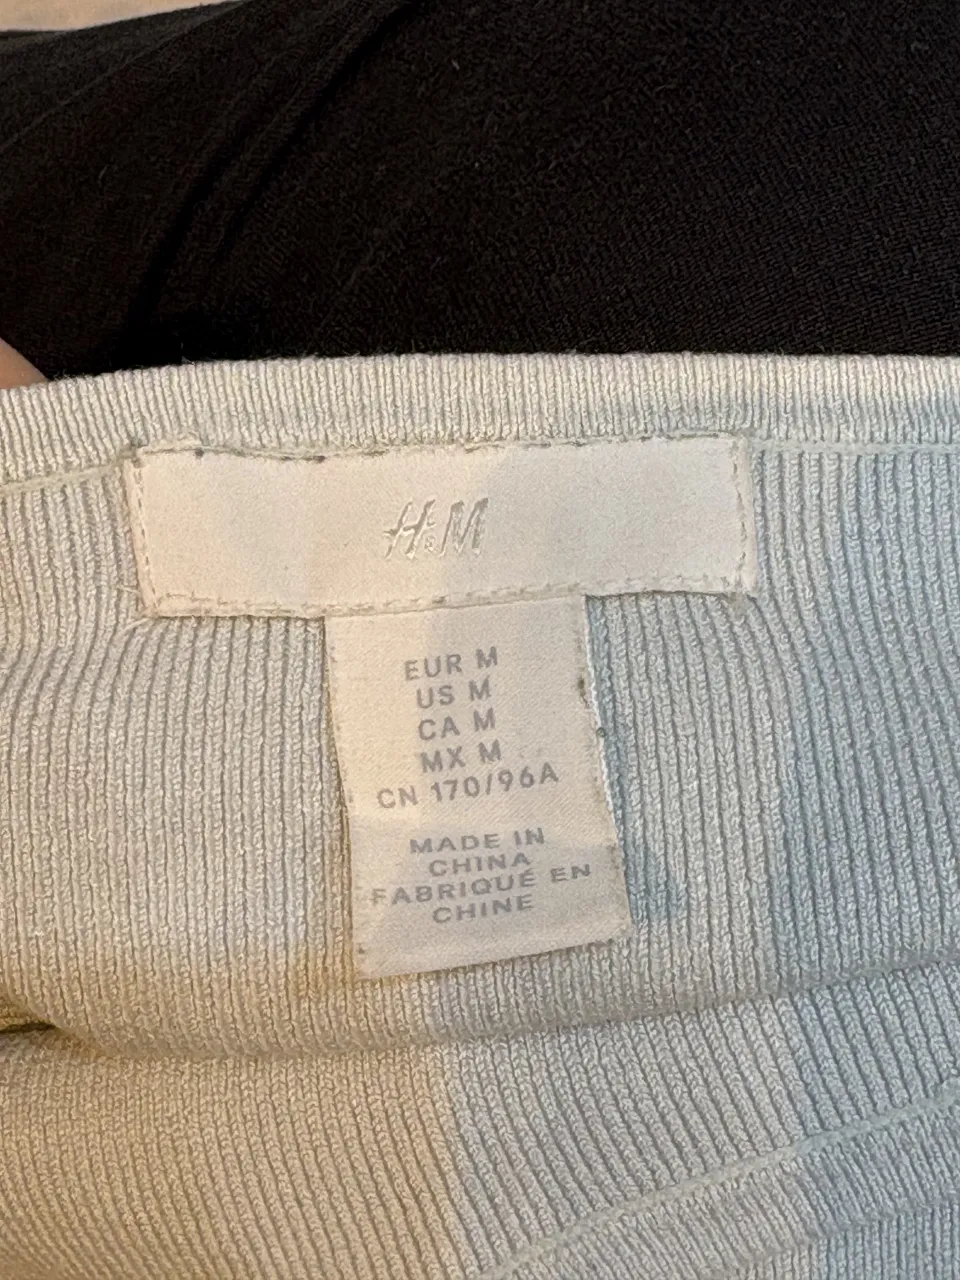 H&M
EUR M
US M
CA M
MX M
CN 170/96A
MADE IN
CHINA
FABRIQUÉ EN
CHINE